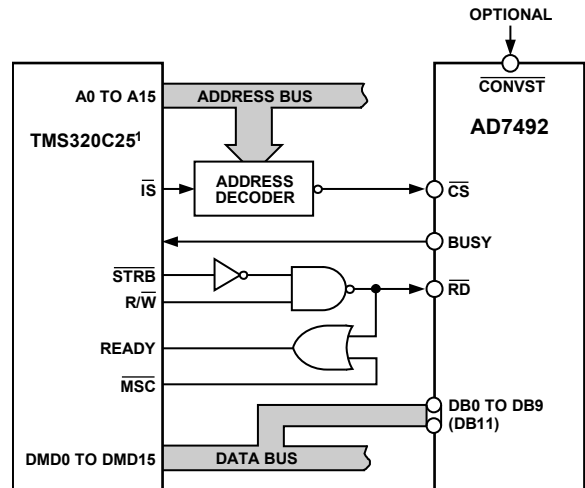 OPTIONAL
A0 TO A15
ADDRESS BUS
CONVST
TMS320C25¹
AD7492
IS
ADDRESS
DECODER
CS
BUSY
STRB
R/W
RD
READY
MSC
DB0 TO DB9
(DB11)
DMD0 TO DMD15
DATA BUS